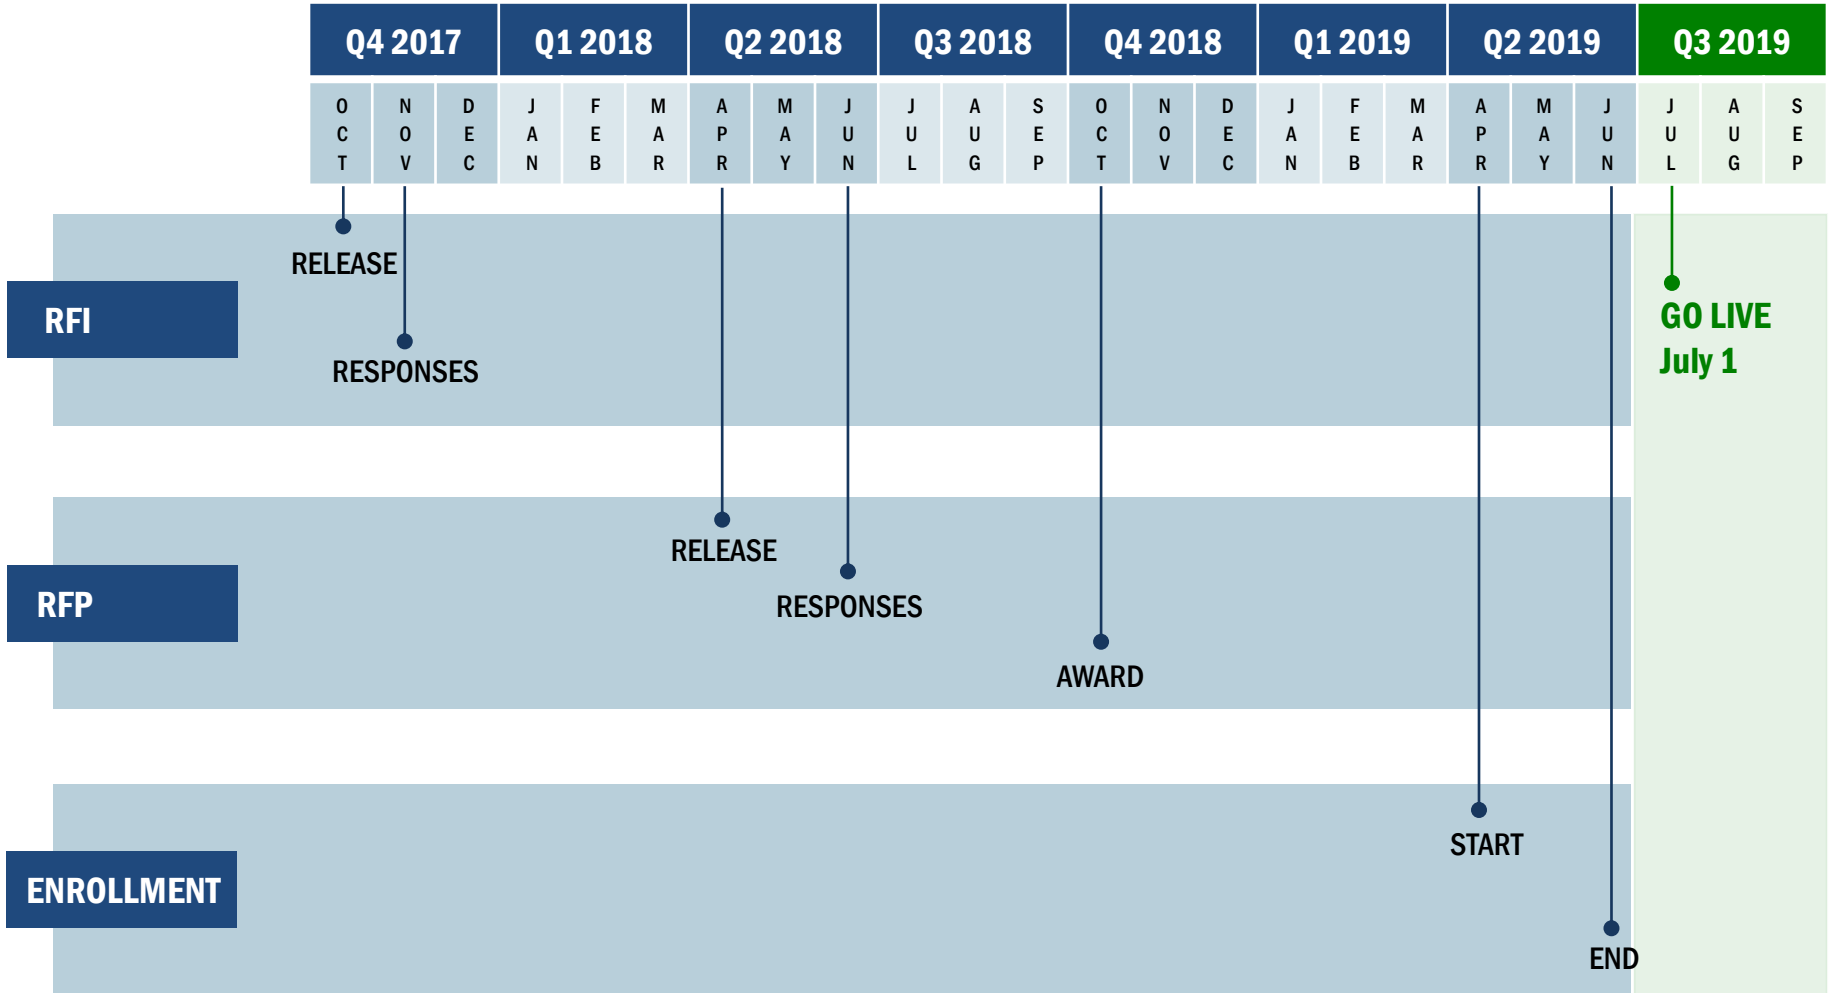 Q4 2017 Q1 2018 Q2 2018 Q3 2018 Q4 2018 Q1 2019 Q2 2019 Q3 2019
OCT NOV DEC JAN FEB MAR APR MAY JUN JUL AUG SEP OCT NOV DEC JAN FEB MAR APR MAY JUN JUL AUG SEP
RELEASE
RFI
GO LIVE
July 1
RESPONSES
RELEASE
RFP
RESPONSES
AWARD
START
ENROLLMENT
END